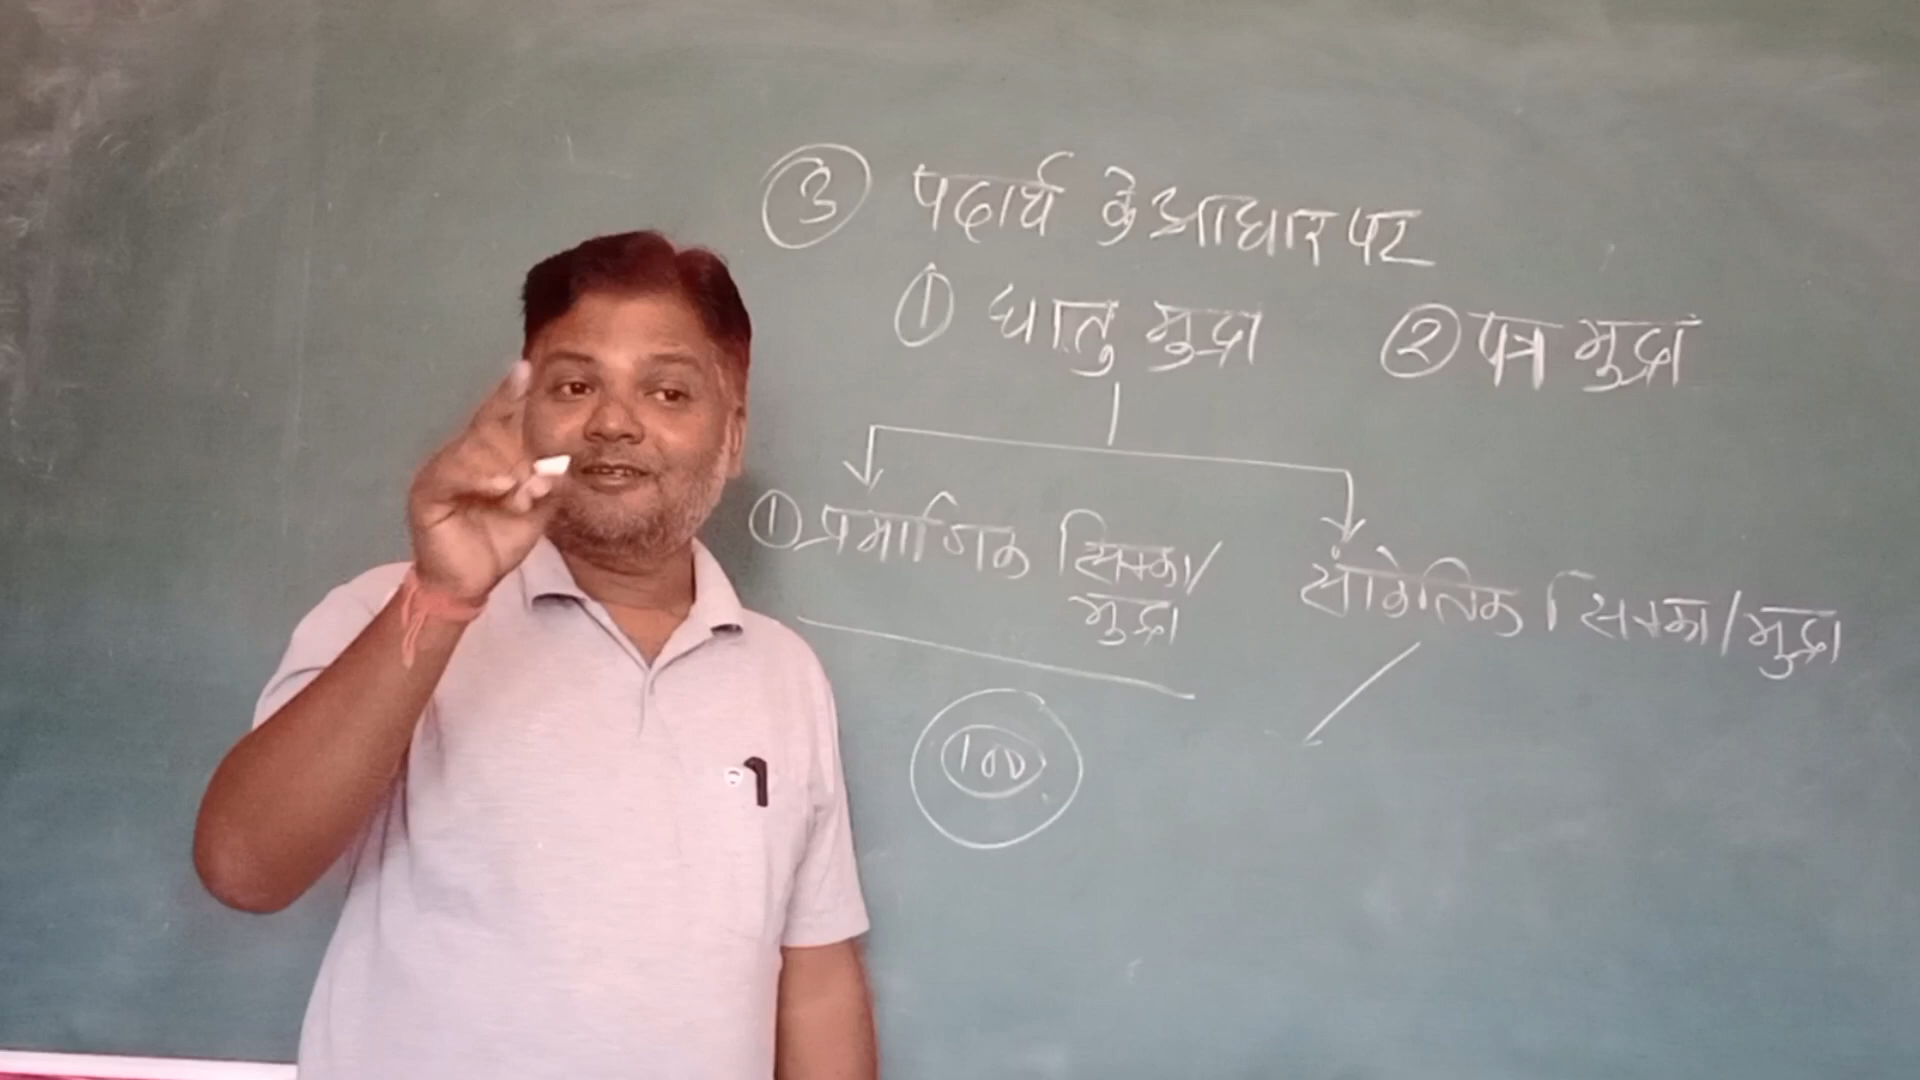 ③ पदार्थ के आधार पर
① धातु मुद्रा ② पत्र मुद्रा
① प्रमाणिक सिक्का/ सांकेतिक सिक्का/मुद्रा
मुद्रा
100